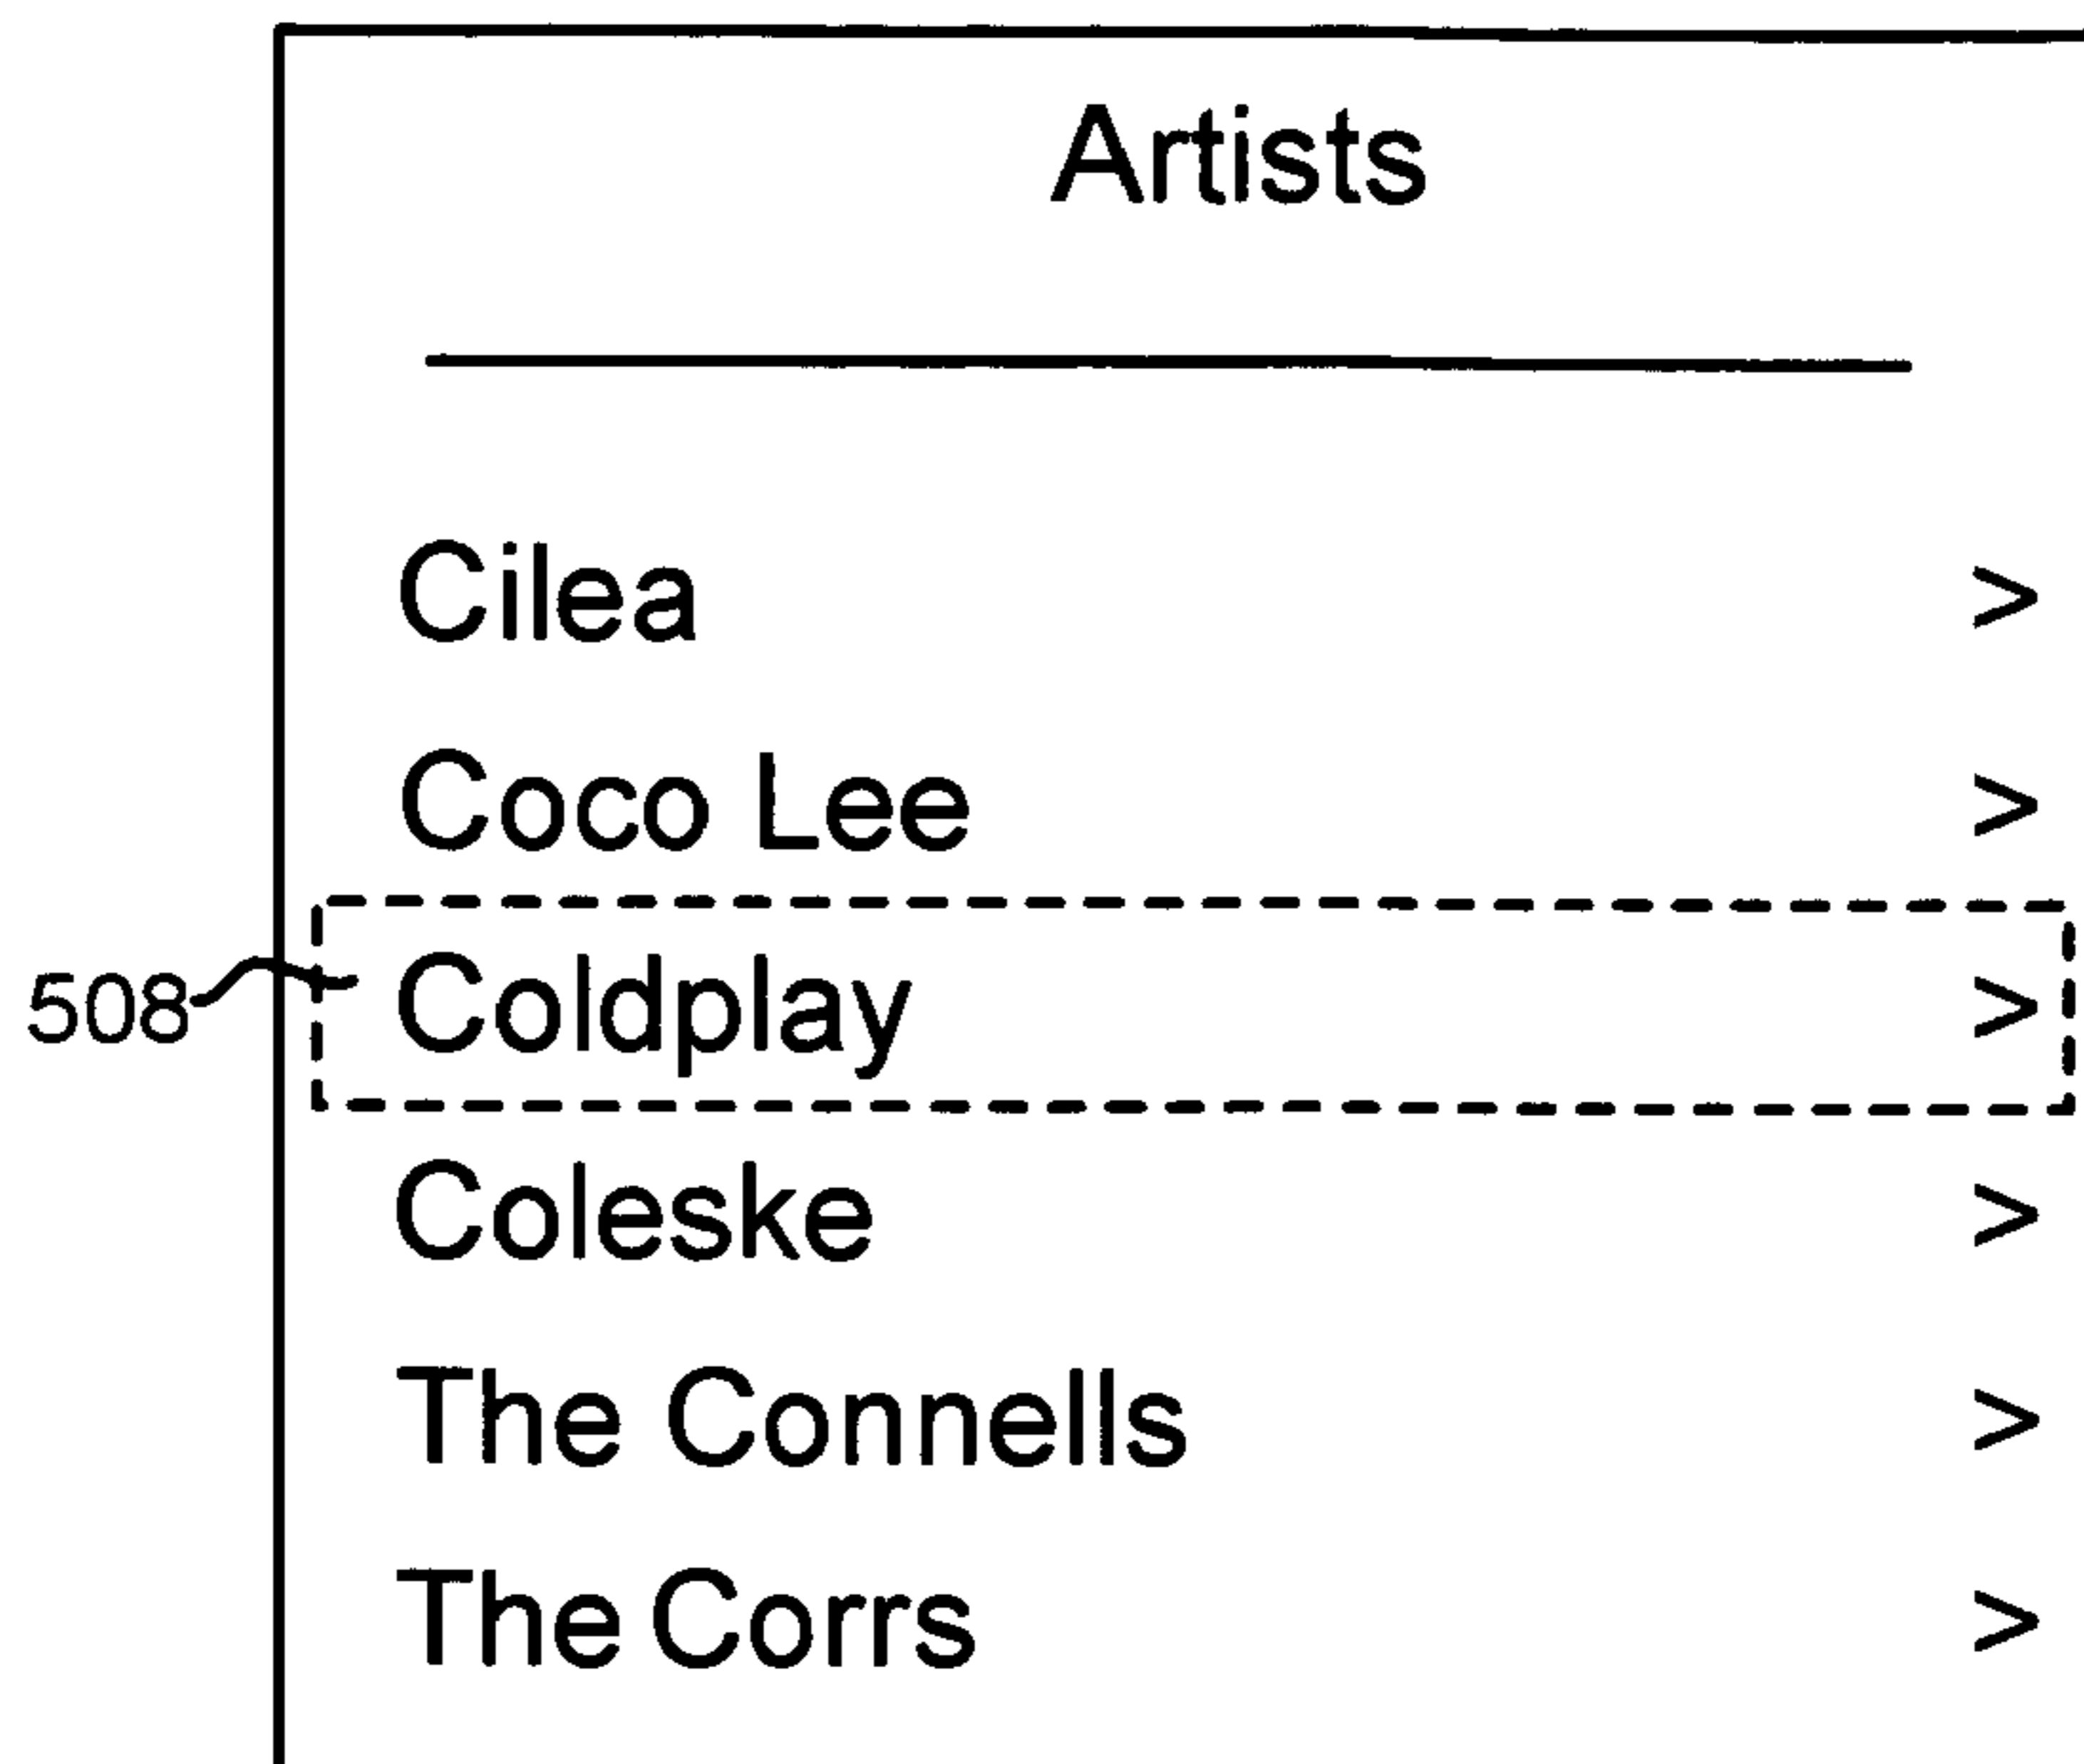 Artists
Cilea >
Coco Lee >
508 Coldplay >
Coleske >
The Connells >
The Corrs >